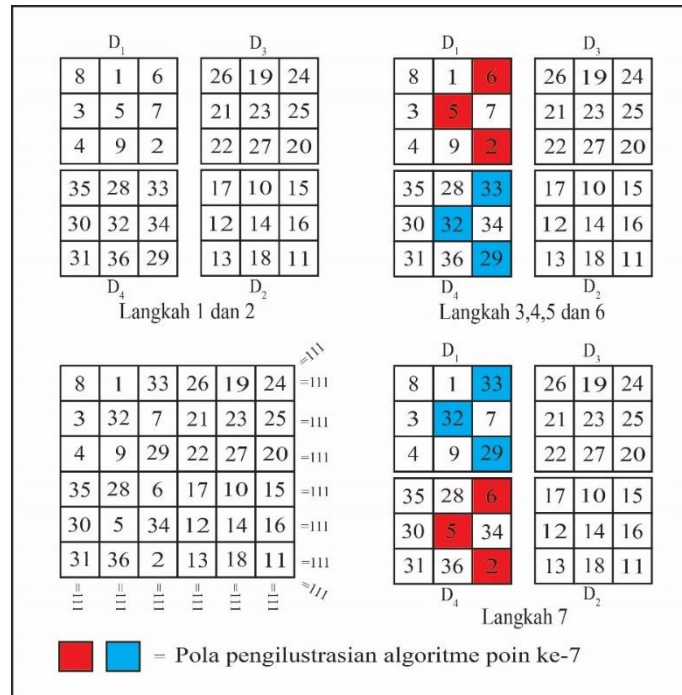 D1 D3
8 1 6 26 19 24
3 5 7 21 23 25
4 9 2 22 27 20
35 28 33 17 10 15
30 32 34 12 14 16
31 36 29 13 18 11
D4 D2
Langkah 1 dan 2
D1 D3
8 1 6 26 19 24
3 5 7 21 23 25
4 9 2 22 27 20
35 28 33 17 10 15
30 32 34 12 14 16
31 36 29 13 18 11
D4 D2
Langkah 3,4,5 dan 6
=111
8 1 33 26 19 24 =111
3 32 7 21 23 25 =111
4 9 29 22 27 20 =111
35 28 6 17 10 15 =111
30 5 34 12 14 16 =111
31 36 2 13 18 11 =111
=111 =111 =111 =111 =111 =111 =111
D1 D3
8 1 33 26 19 24
3 32 7 21 23 25
4 9 29 22 27 20
35 28 6 17 10 15
30 5 34 12 14 16
31 36 2 13 18 11
D4 D2
Langkah 7
= Pola pengilustrasian algoritme poin ke-7